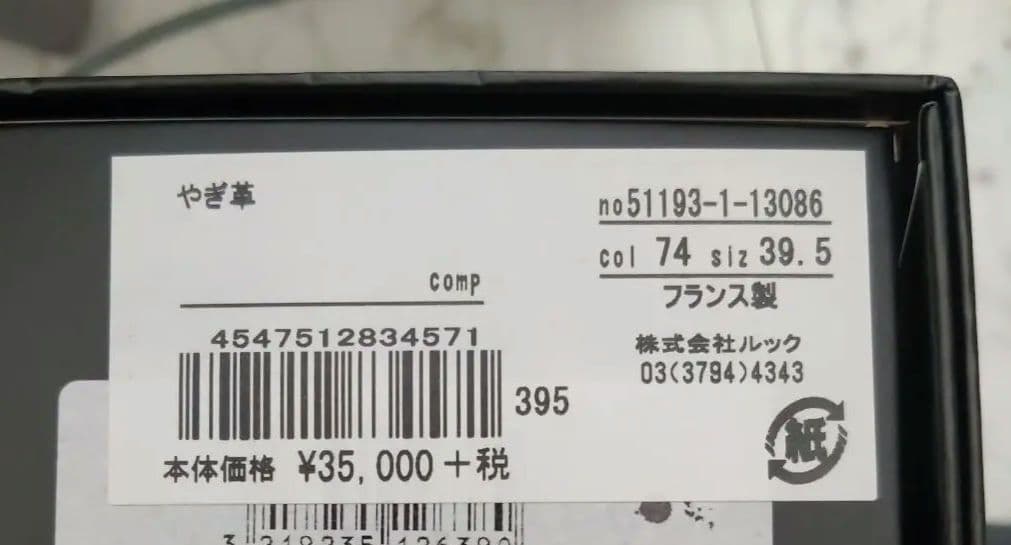 やぎ革
comp
4547512834571
395
本体価格 ¥35,000+税
no51193-1-13086
col 74 siz 39.5
フランス製
株式会社ルック
03(3794)4343
紙